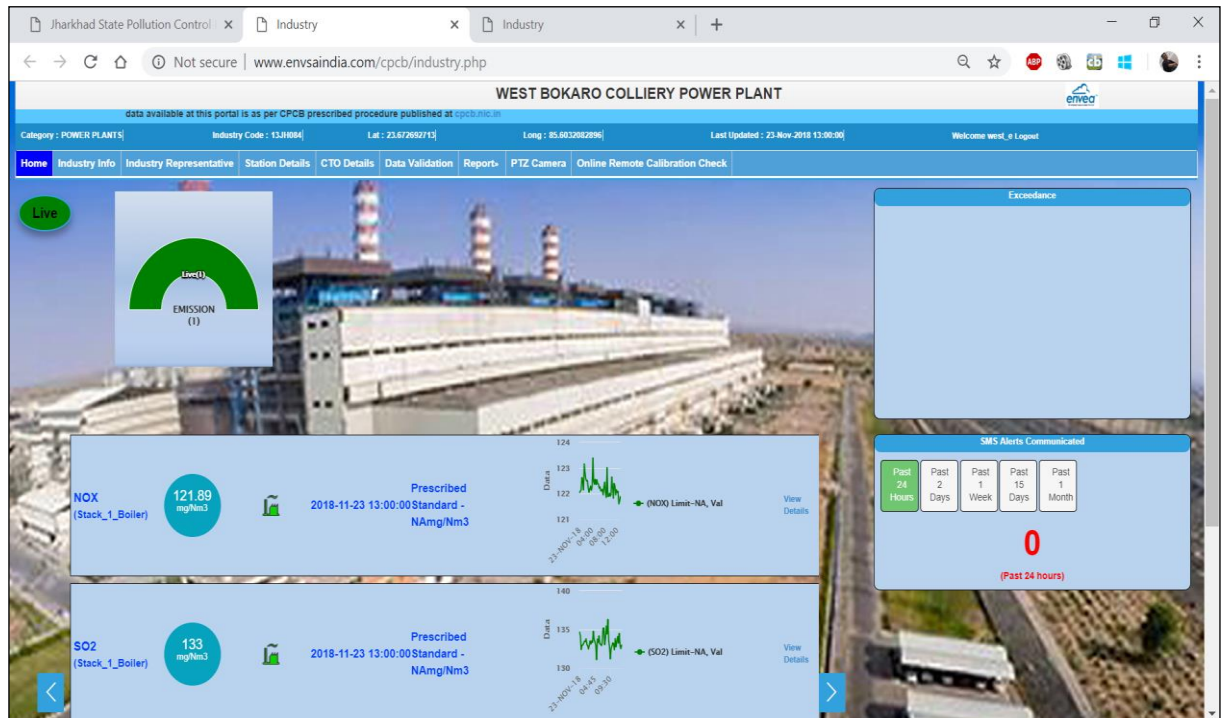 Jharkhad State Pollution Control
Industry
Industry
Not secure | www.envsaindia.com/cpcb/industry.php
ABP
WEST BOKARO COLLIERY POWER PLANT
envea
data available at this portal is as per CPCB prescribed procedure published at cpcb.nic.in
Category : POWER PLANTS| Industry Code : 13JH084| Lat : 23.672692713| Long : 85.6032082896| Last Updated : 23-Nov-2018 13:00:00| Welcome west_e Logout
Home Industry Info Industry Representative Station Details CTO Details Data Validation Report» PTZ Camera Online Remote Calibration Check
Live
Live(1)
EMISSION
(1)
Exceedance
NOX
(Stack_1_Boiler)
121.89
mg/Nm3
2018-11-23 13:00:00
Prescribed
Standard -
NAmg/Nm3
Data
124
123
122
121
23-NOV-18
04:00
08:00
12:00
(NOX) Limit-NA, Val
View
Details
SMS Alerts Communicated
Past
24
Hours
Past
2
Days
Past
1
Week
Past
15
Days
Past
1
Month
0
(Past 24 hours)
SO2
(Stack_1_Boiler)
133
mg/Nm3
2018-11-23 13:00:00
Prescribed
Standard -
NAmg/Nm3
Data
140
135
130
23-NOV-18
04:45
09:30
(SO2) Limit-NA, Val
View
Details